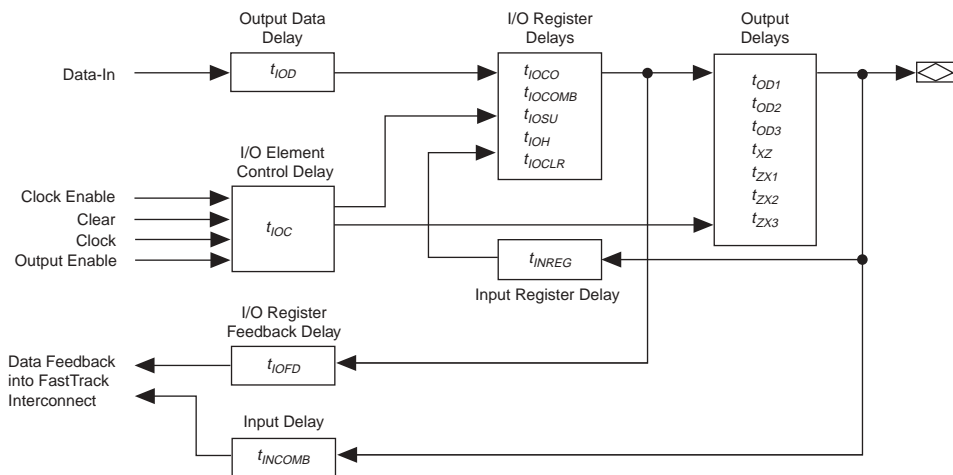 Output Data
Delay
I/O Register
Delays
Output
Delays
Data-In
tIOD
tIOCO
tIOCOMB
tIOSU
tIOH
tIOCLR
tOD1
tOD2
tOD3
tXZ
tZX1
tZX2
tZX3
I/O Element
Control Delay
Clock Enable
Clear
Clock
Output Enable
tIOC
tINREG
Input Register Delay
I/O Register
Feedback Delay
Data Feedback
into FastTrack
Interconnect
tIOFD
Input Delay
tINCOMB